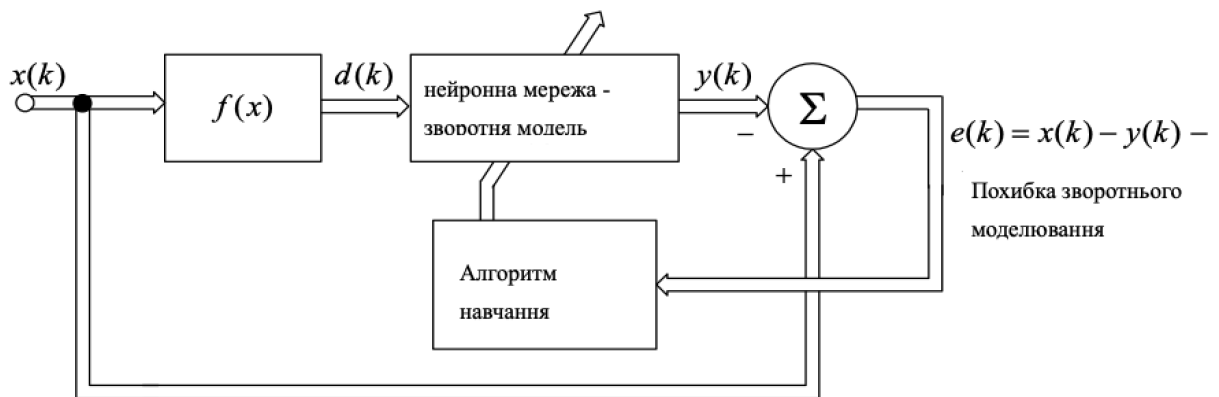 x(k)
f(x)
d(k)
нейронна мережа -
зворотня модель
y(k)
Σ
−
+
e(k) = x(k) − y(k) −
Похибка зворотнього
моделювання
Алгоритм
навчання